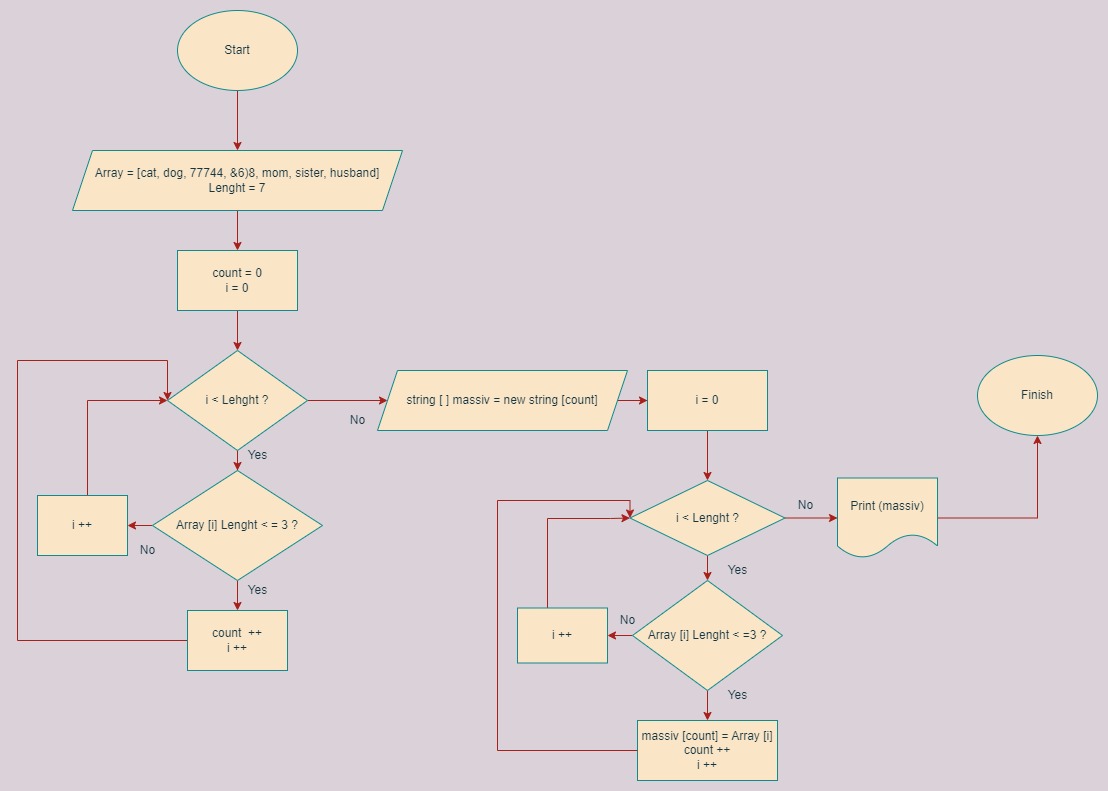 Start
Array = [cat, dog, 77744, &6)8, mom, sister, husband]
Lenght = 7
count = 0
i = 0
i < Lehght ?
No
Yes
i ++
Array [i] Lenght < = 3 ?
No
Yes
count  ++
i ++
string [ ] massiv = new string [count]
i = 0
i < Lenght ?
No
Yes
i ++
No
Array [i] Lenght < =3 ?
Yes
massiv [count] = Array [i]
count ++
i ++
Print (massiv)
Finish